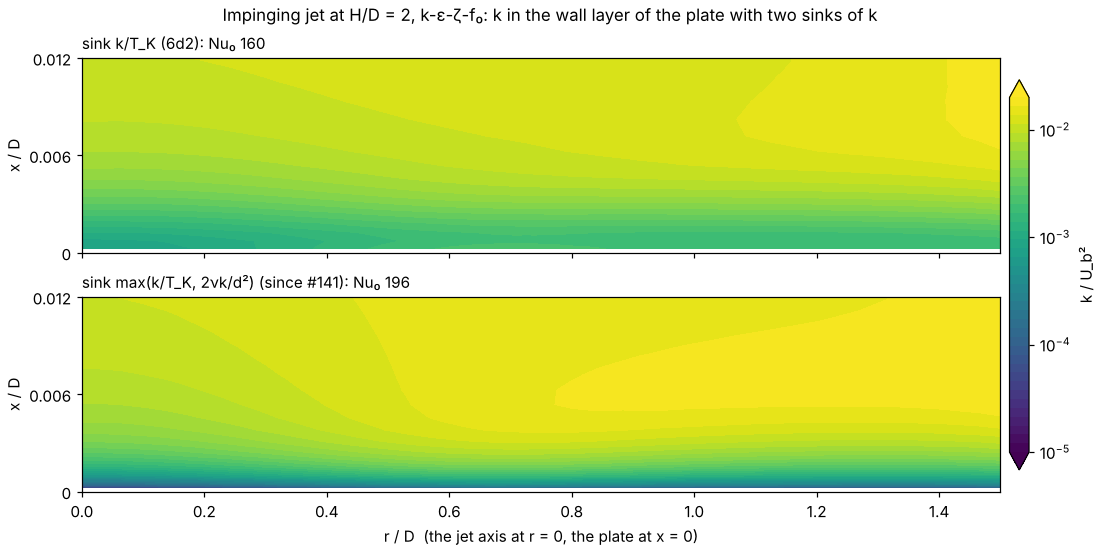 Impinging jet at H/D = 2, k-ε-ζ-f₀: k in the wall layer of the plate with two sinks of k
sink k/T_K (6d2): Nu₀ 160
0.012
0.006
0
x / D
sink max(k/T_K, 2νk/d²) (since #141): Nu₀ 196
0.012
0.006
0
x / D
0.0 0.2 0.4 0.6 0.8 1.0 1.2 1.4
r / D (the jet axis at r = 0, the plate at x = 0)
10⁻²
10⁻³
10⁻⁴
10⁻⁵
k / U_b²